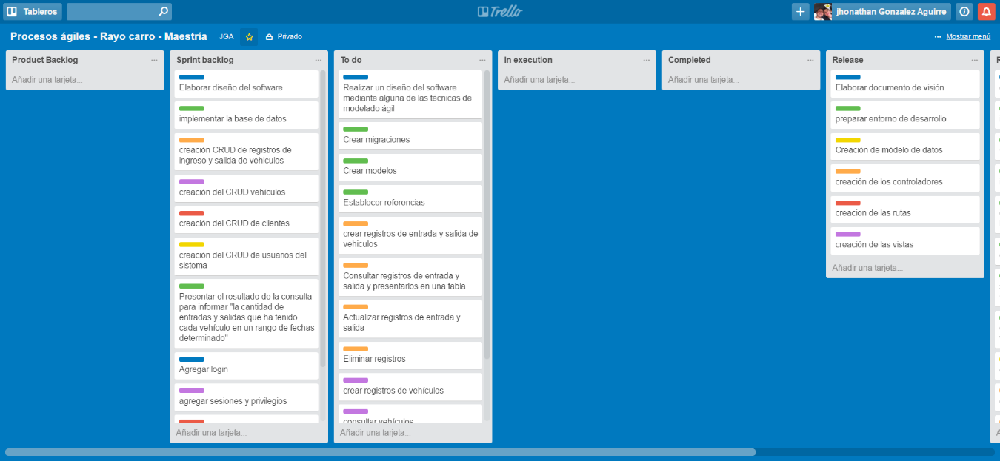 Tableros
Trello
jhonathan Gonzalez Aguirre
Procesos ágiles - Rayo carro - Maestría
JGA
Privado
... Mostrar menú
Product Backlog
...
Añadir una tarjeta...
Sprint backlog
...
Elaborar diseño del software
implementar la base de datos
creación CRUD de registros de
ingreso y salida de vehiculos
creación del CRUD vehículos
creación del CRUD de clientes
creación del CRUD de usuarios del
sistema
Presentar el resultado de la consulta
para informar "la cantidad de
entradas y salidas que ha tenido
cada vehículo en un rango de fechas
determinado"
Agregar login
agregar sesiones y privilegios
Añadir una tarjeta...
To do
...
Realizar un diseño del software
mediante alguna de las técnicas de
modelado ágil
Crear migraciones
Crear modelos
Establecer referencias
crear registros de entrada y salida de
vehiculos
Consultar registros de entrada y
salida y presentarlos en una tabla
Actualizar registros de entrada y
salida
Eliminar registros
crear registros de vehículos
consultar vehículos
Añadir una tarjeta...
In execution
...
Añadir una tarjeta...
Completed
...
Añadir una tarjeta...
Release
...
Elaborar documento de visión
preparar entorno de desarrollo
Creación de módelo de datos
creación de los controladores
creacion de las rutas
creación de las vistas
Añadir una tarjeta...